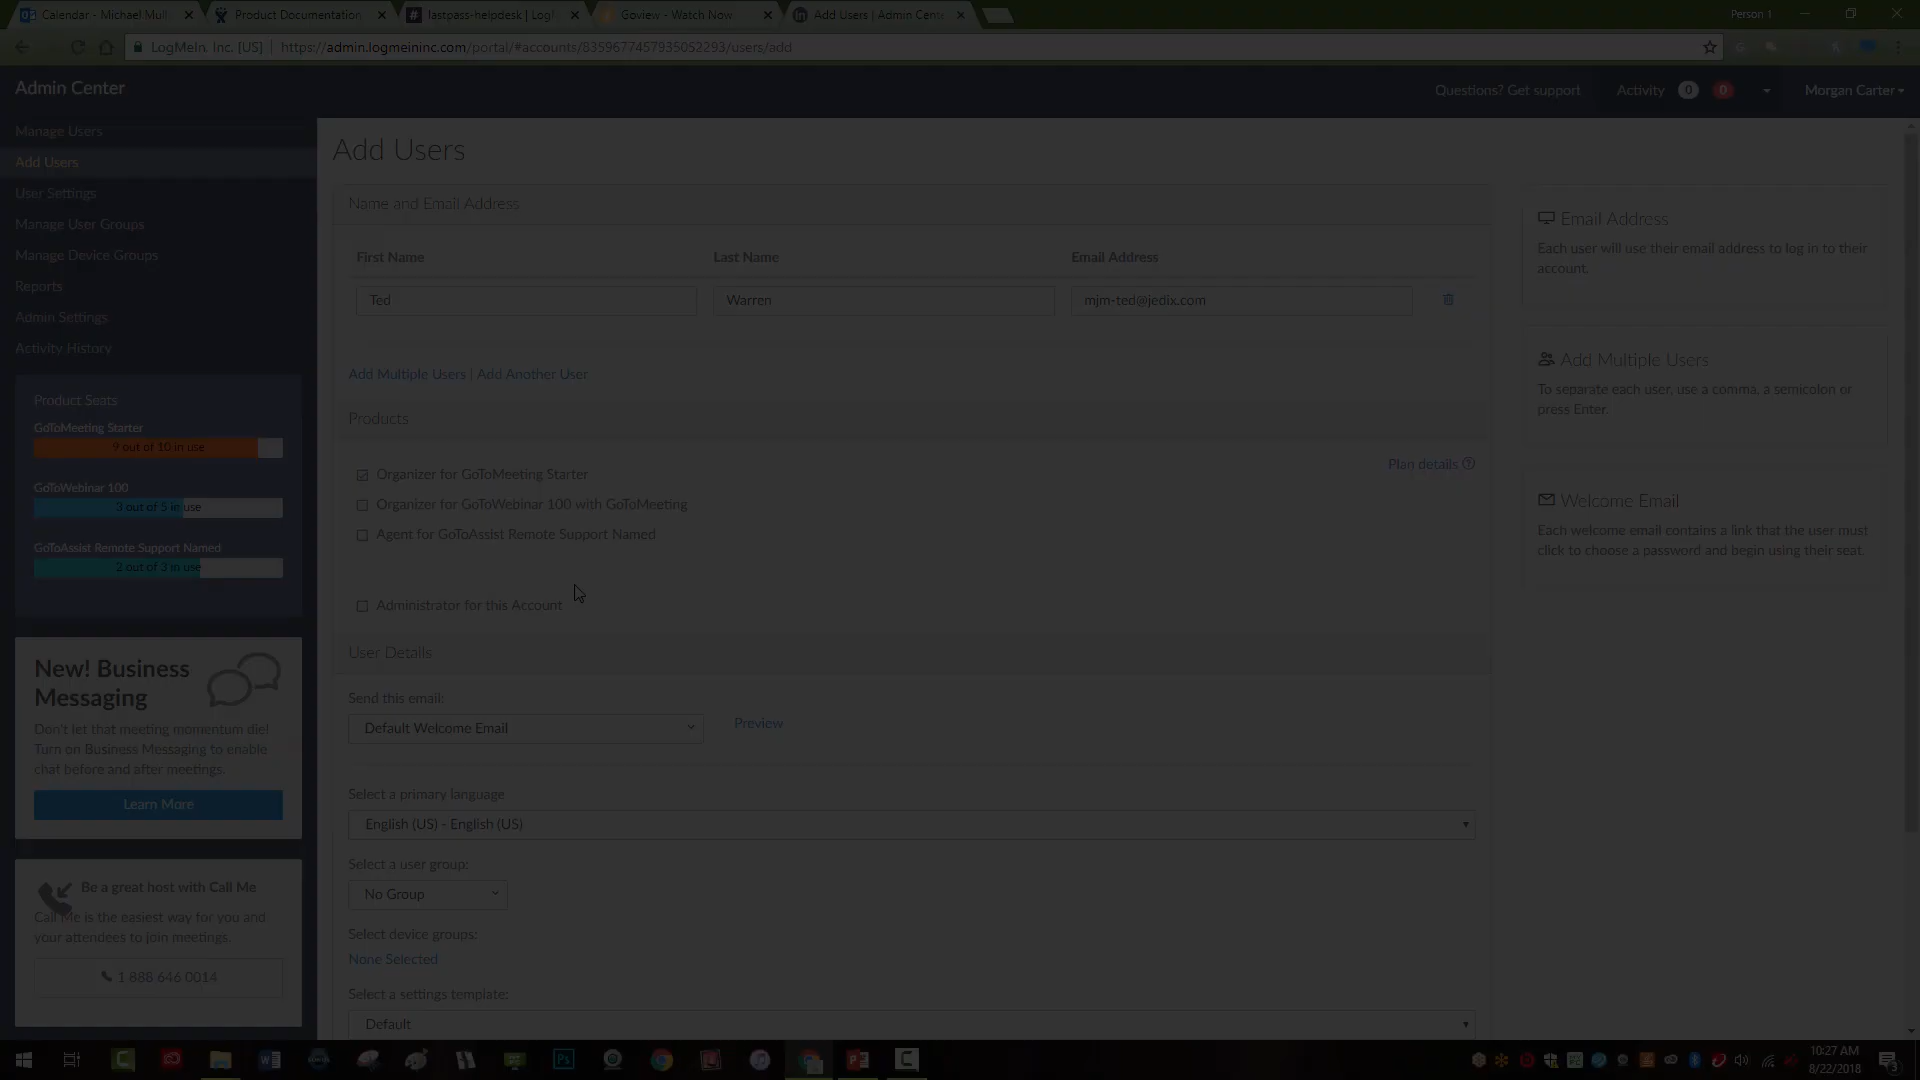 Calendar - Michael.Mull
Product Documentation
lastpass-helpdesk | LogM
Goview - Watch Now
Add Users | Admin Cente
Person 1
LogMeIn, Inc. [US] | https://admin.logmeininc.com/portal/#accounts/8359677457935052293/users/add
Admin Center
Questions? Get support
Activity 0 0
Morgan Carter
Manage Users
Add Users
User Settings
Manage User Groups
Manage Device Groups
Reports
Admin Settings
Activity History
Product Seats
GoToMeeting Starter
9 out of 10 in use
GoToWebinar 100
3 out of 5 in use
GoToAssist Remote Support Named
2 out of 3 in use
New! Business
Messaging
Don't let that meeting momentum die!
Turn on Business Messaging to enable
chat before and after meetings.
Learn More
Be a great host with Call Me
Call Me is the easiest way for you and
your attendees to join meetings.
1 888 646 0014
Add Users
Name and Email Address
First Name Last Name Email Address
Ted Warren mjm-ted@jedix.com
Add Multiple Users | Add Another User
Products
Plan details
Organizer for GoToMeeting Starter
Organizer for GoToWebinar 100 with GoToMeeting
Agent for GoToAssist Remote Support Named
Administrator for this Account
User Details
Send this email:
Default Welcome Email
Preview
Select a primary language
English (US) - English (US)
Select a user group:
No Group
Select device groups:
None Selected
Select a settings template:
Default
Email Address
Each user will use their email address to log in to their
account.
Add Multiple Users
To separate each user, use a comma, a semicolon or
press Enter.
Welcome Email
Each welcome email contains a link that the user must
click to choose a password and begin using their seat.
10:27 AM
8/22/2018
3